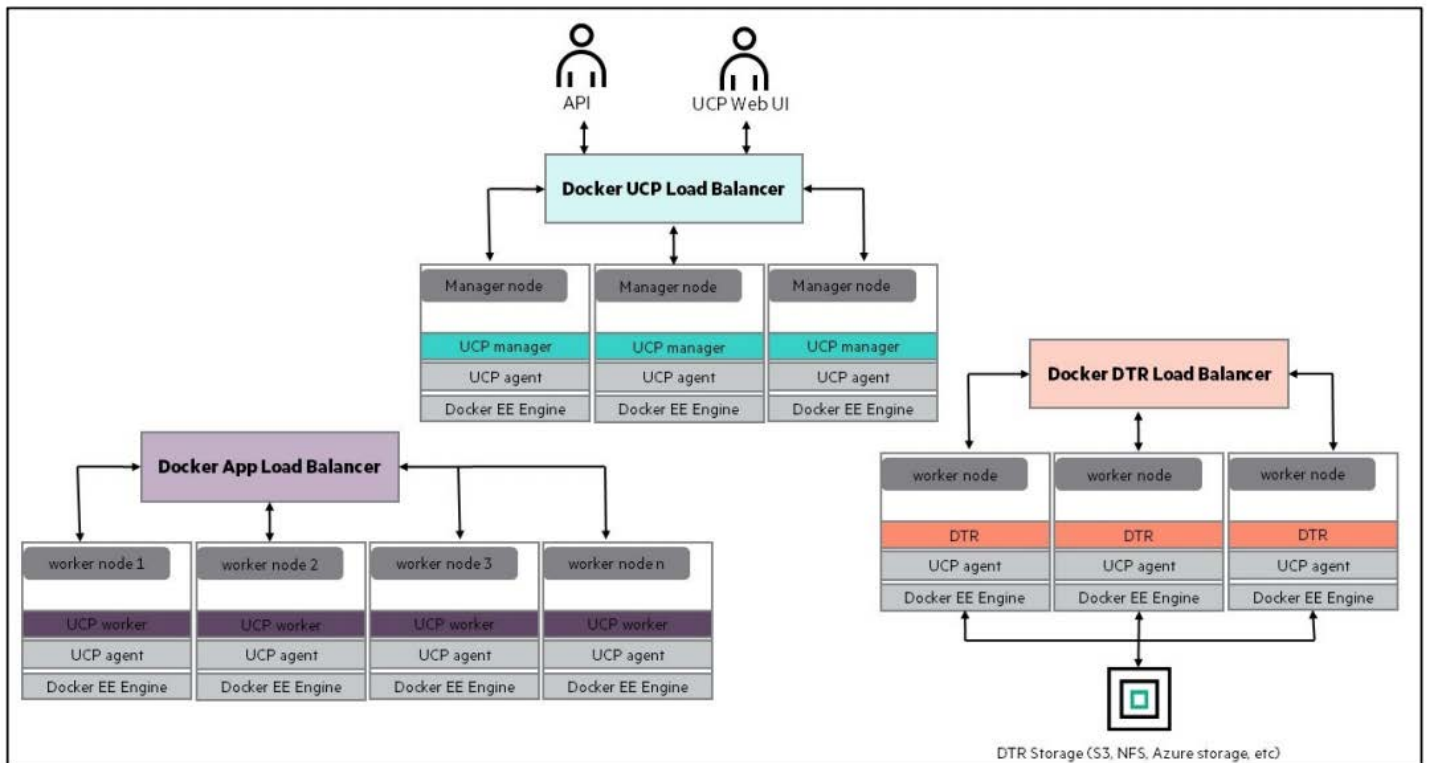 API
UCP Web UI
Docker UCP Load Balancer
Manager node
Manager node
Manager node
UCP manager
UCP manager
UCP manager
UCP agent
UCP agent
UCP agent
Docker EE Engine
Docker EE Engine
Docker EE Engine
Docker DTR Load Balancer
worker node
worker node
worker node
DTR
DTR
DTR
UCP agent
UCP agent
UCP agent
Docker EE Engine
Docker EE Engine
Docker EE Engine
DTR Storage (S3, NFS, Azure storage, etc)
Docker App Load Balancer
worker node 1
worker node 2
worker node 3
worker node n
UCP worker
UCP worker
UCP worker
UCP worker
UCP agent
UCP agent
UCP agent
UCP agent
Docker EE Engine
Docker EE Engine
Docker EE Engine
Docker EE Engine